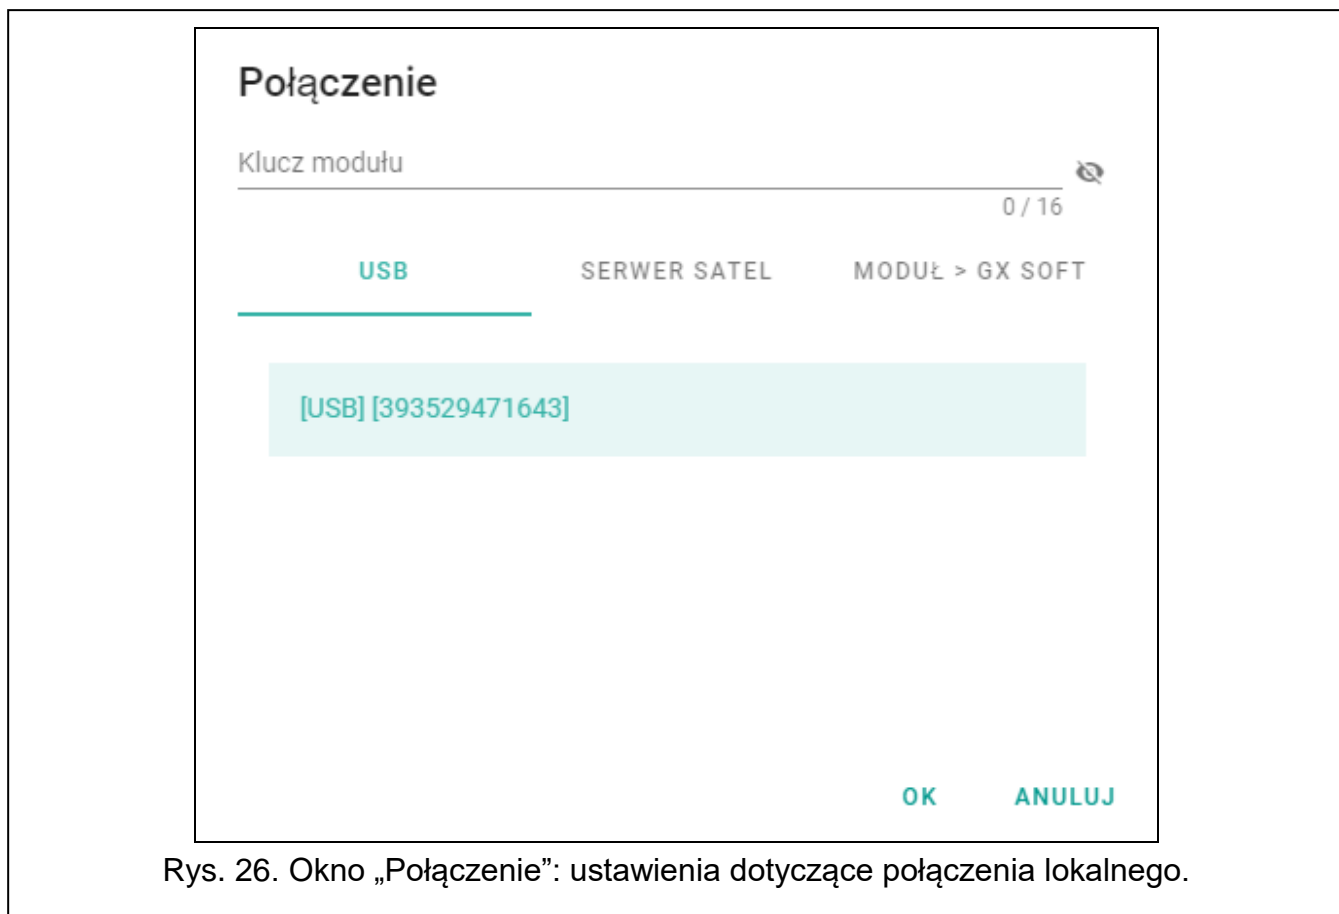 Połączenie
Klucz modułu
0 / 16
USB SERWER SATEL MODUŁ > GX SOFT
[USB] [393529471643]
OK ANULUJ
Rys. 26. Okno „Połączenie”: ustawienia dotyczące połączenia lokalnego.